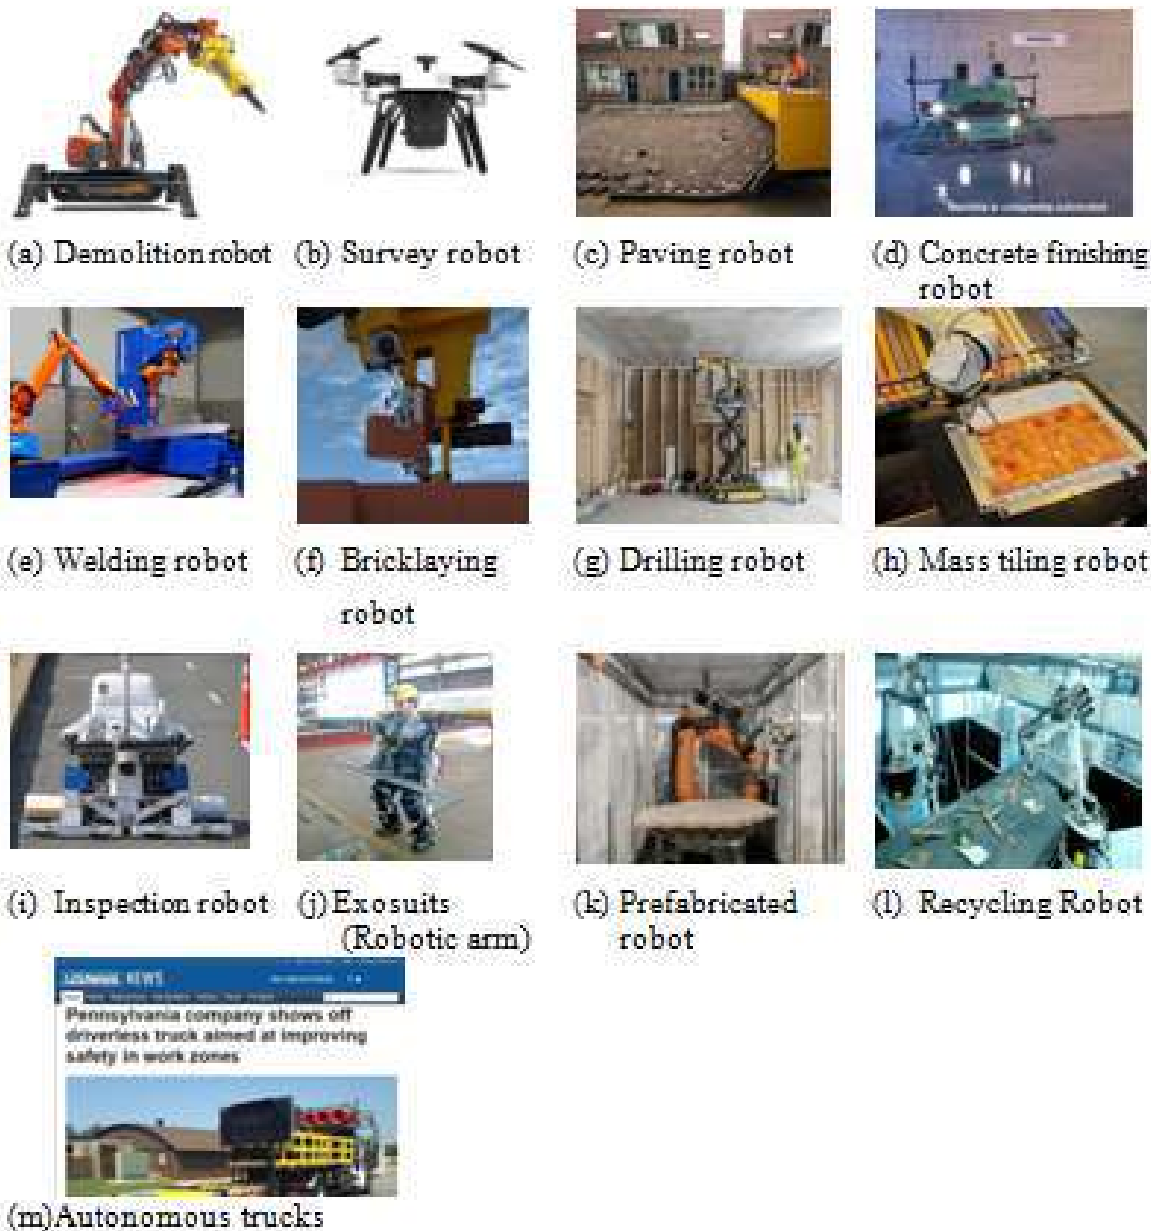 (a) Demolition robot
(b) Survey robot
(c) Paving robot
(d) Concrete finishing
robot
(e) Welding robot
(f) Bricklaying
robot
(g) Drilling robot
(h) Mass tiling robot
(i) Inspection robot
(j) Exosuits
(Robotic arm)
(k) Prefabricated
robot
(l) Recycling Robot
NEWS
Pennsylvania company shows off
driverless truck aimed at improving
safety in work zones
(m)Autonomous trucks